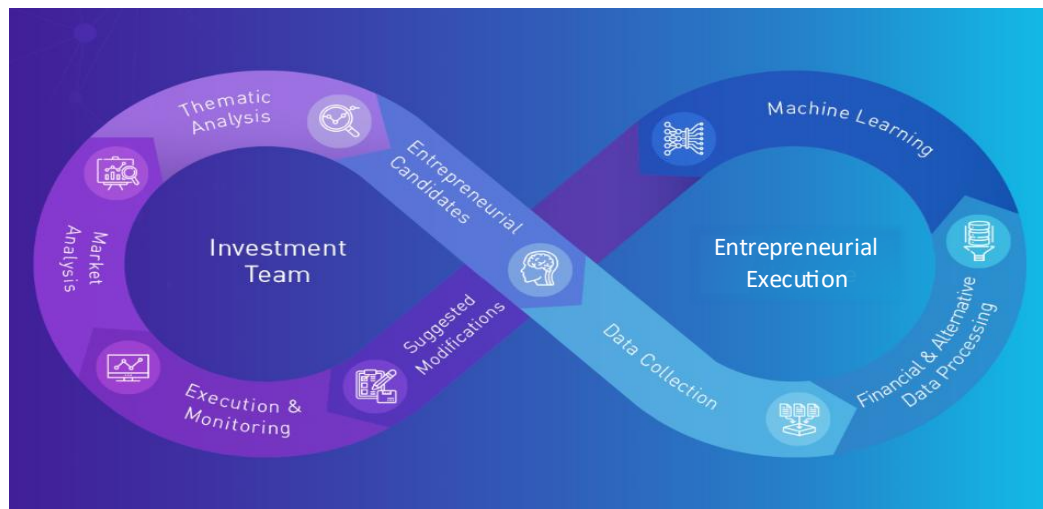 Thematic
Analysis
Machine Learning
Entrepreneurial
Candidates
Investment
Team
Entrepreneurial
Execution
Market
Analysis
Suggested
Modifications
Data Collection
Financial & Alternative
Data Processing
Execution &
Monitoring